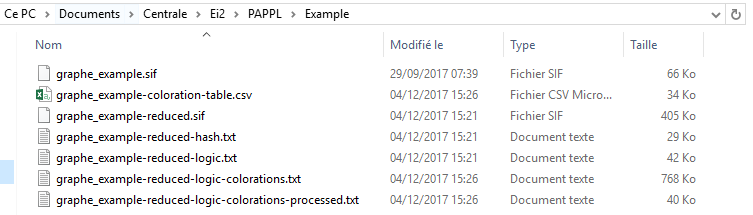 Ce PC > Documents > Centrale > Ei2 > PAPPL > Example
Nom Modifié le Type Taille
graphe_example.sif 29/09/2017 07:39 Fichier SIF 66 Ko
graphe_example-coloration-table.csv 04/12/2017 15:26 Fichier CSV Micro... 34 Ko
graphe_example-reduced.sif 04/12/2017 15:21 Fichier SIF 405 Ko
graphe_example-reduced-hash.txt 04/12/2017 15:21 Document texte 29 Ko
graphe_example-reduced-logic.txt 04/12/2017 15:21 Document texte 42 Ko
graphe_example-reduced-logic-colorations.txt 04/12/2017 15:26 Document texte 768 Ko
graphe_example-reduced-logic-colorations-processed.txt 04/12/2017 15:26 Document texte 40 Ko